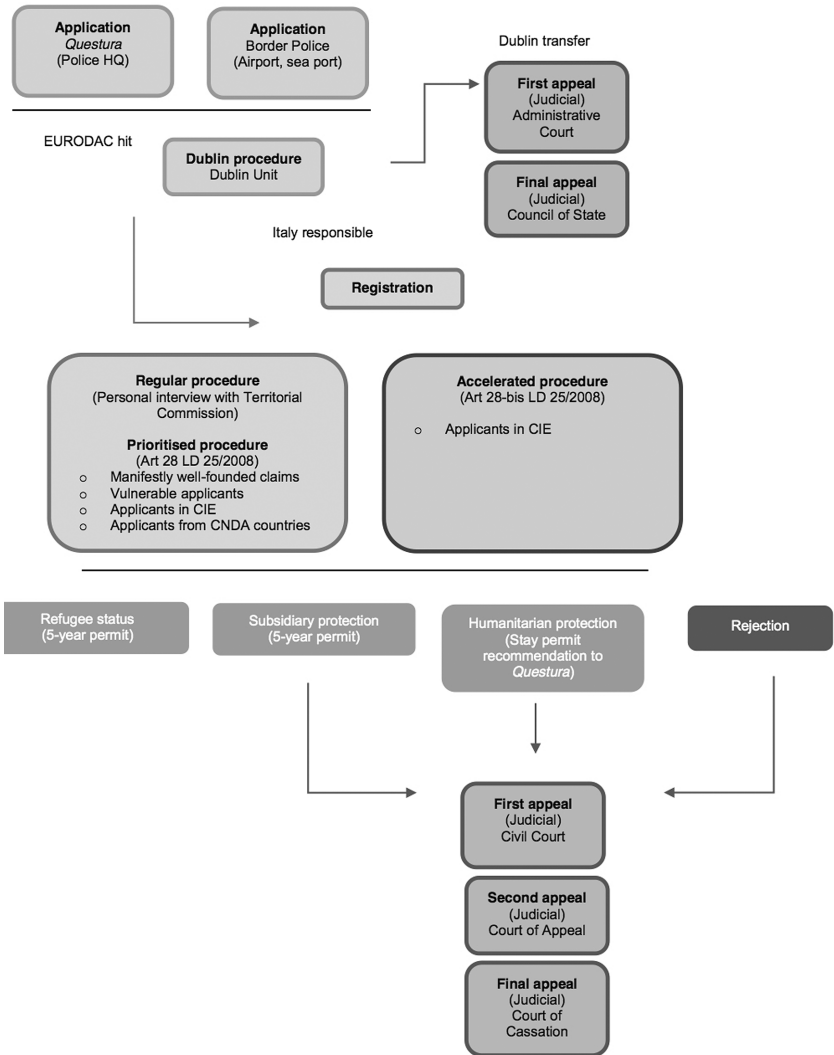 Application
Questura
(Police HQ)
Application
Border Police
(Airport, sea port)
Dublin transfer
First appeal
(Judicial)
Administrative
Court
EURODAC hit
Dublin procedure
Dublin Unit
Final appeal
(Judicial)
Council of State
Italy responsible
Registration
Regular procedure
(Personal interview with Territorial
Commission)
Prioritised procedure
(Art 28 LD 25/2008)
o Manifestly well-founded claims
o Vulnerable applicants
o Applicants in CIE
o Applicants from CNDA countries
Accelerated procedure
(Art 28-bis LD 25/2008)
o Applicants in CIE
Refugee status
(5-year permit)
Subsidiary protection
(5-year permit)
Humanitarian protection
(Stay permit
recommendation to
Questura)
Rejection
First appeal
(Judicial)
Civil Court
Second appeal
(Judicial)
Court of Appeal
Final appeal
(Judicial)
Court of
Cassation